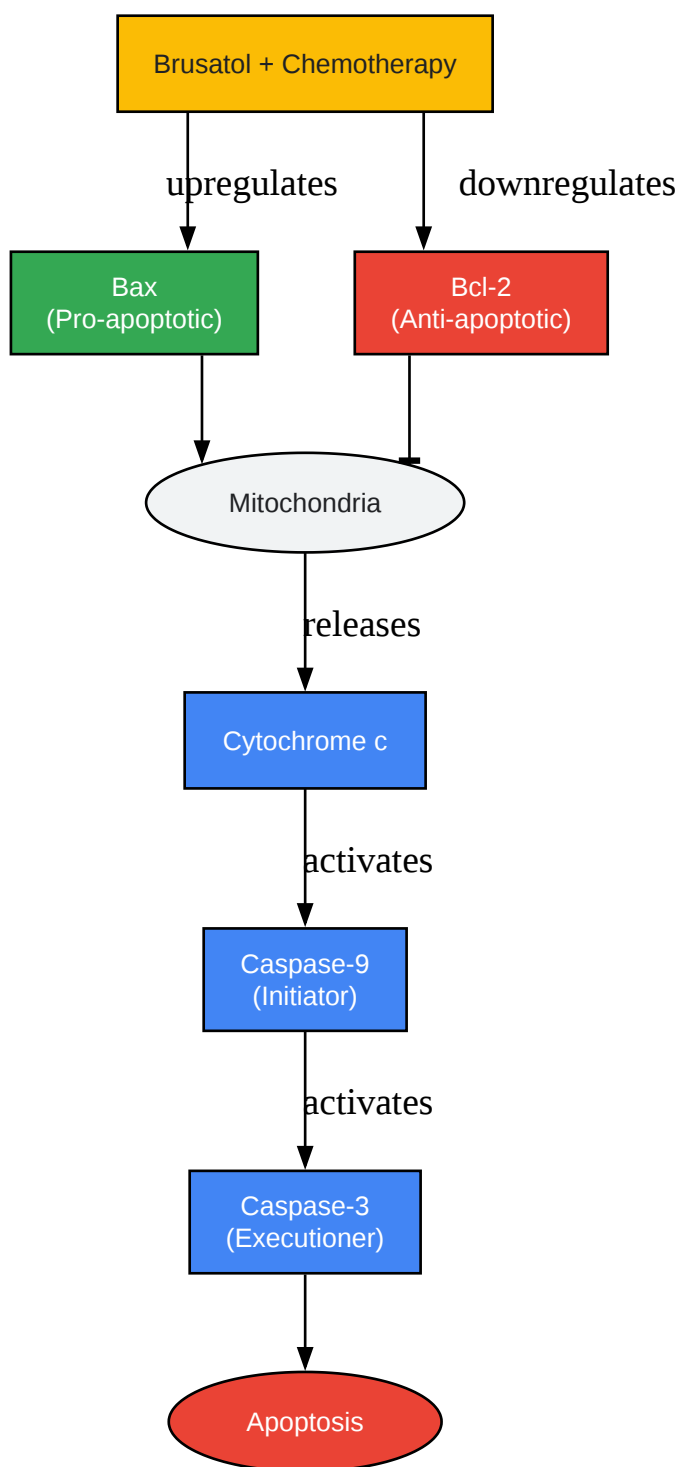 Brusatol + Chemotherapy
upregulates
downregulates
Bax
(Pro-apoptotic)
Bcl-2
(Anti-apoptotic)
Mitochondria
releases
Cytochrome c
activates
Caspase-9
(Initiator)
activates
Caspase-3
(Executioner)
Apoptosis